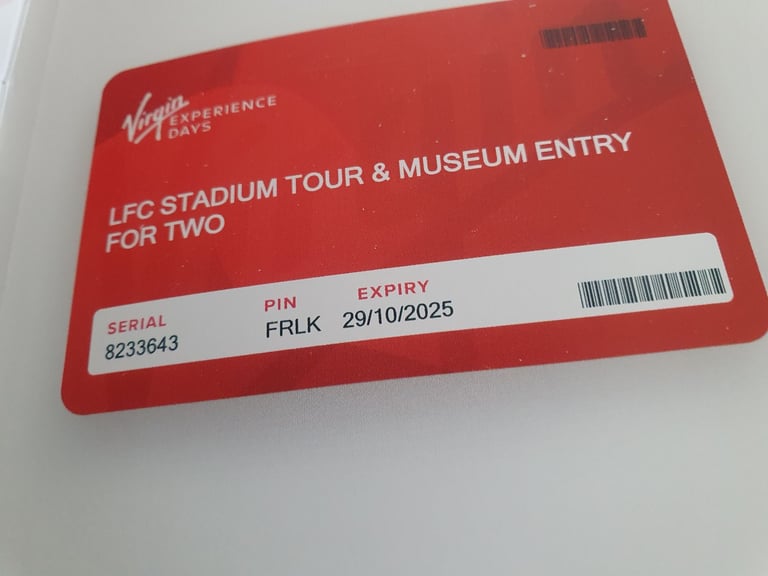 Virgin EXPERIENCE
DAYS
LFC STADIUM TOUR & MUSEUM ENTRY
FOR TWO
SERIAL PIN EXPIRY
8233643 FRLK 29/10/2025